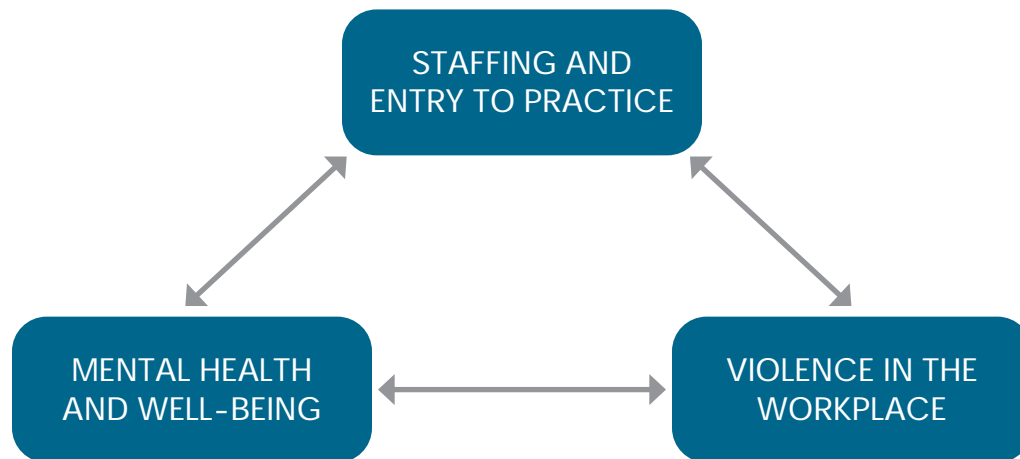 STAFFING AND
ENTRY TO PRACTICE
MENTAL HEALTH
AND WELL-BEING
VIOLENCE IN THE
WORKPLACE